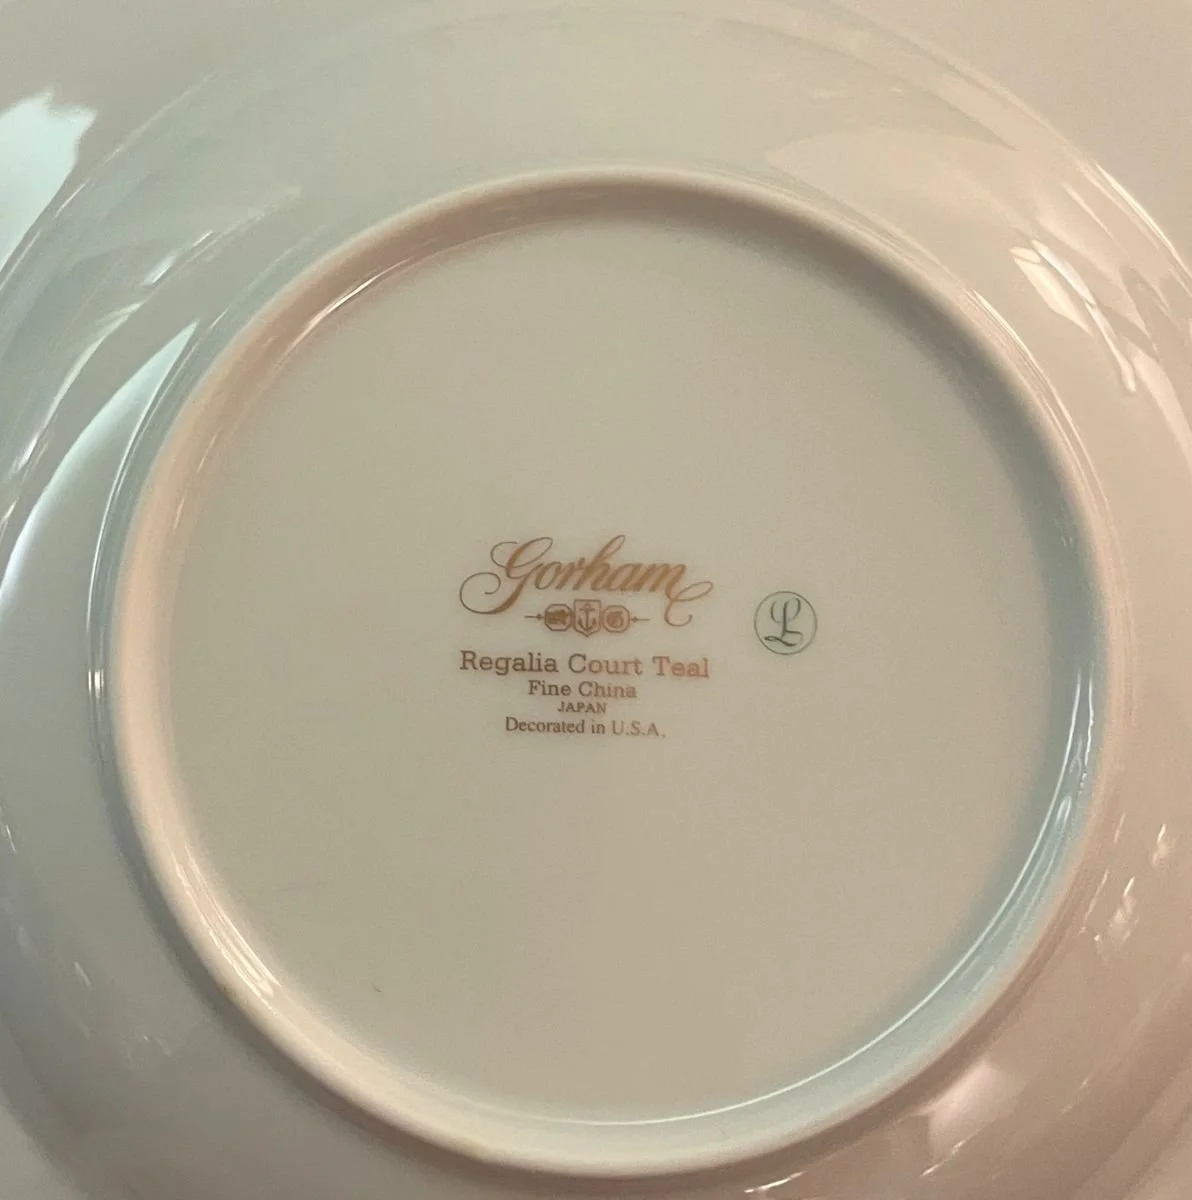 Gorham
L
Regalia Court Teal
Fine China
JAPAN
Decorated in U.S.A.